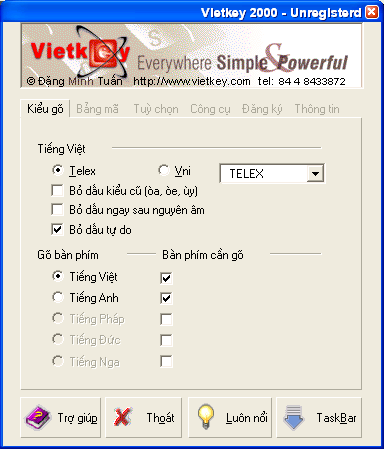 Vietkey 2000 - Unregisterd
Vietkey
Everywhere Simple & Powerful
© Đặng Minh Tuấn http://www.vietkey.com tel: 84 4 8433872
Kiểu gõ Bảng mã Tuỳ chọn Công cụ Đăng ký Thông tin
Tiếng Việt
Telex Vni TELEX
Bỏ dấu kiểu cũ (òa, òe, ùy)
Bỏ dấu ngay sau nguyên âm
Bỏ dấu tự do
Gõ bàn phím Bàn phím cần gõ
Tiếng Việt
Tiếng Anh
Tiếng Pháp
Tiếng Đức
Tiếng Nga
Trợ giúp Thoát Luôn nổi TaskBar